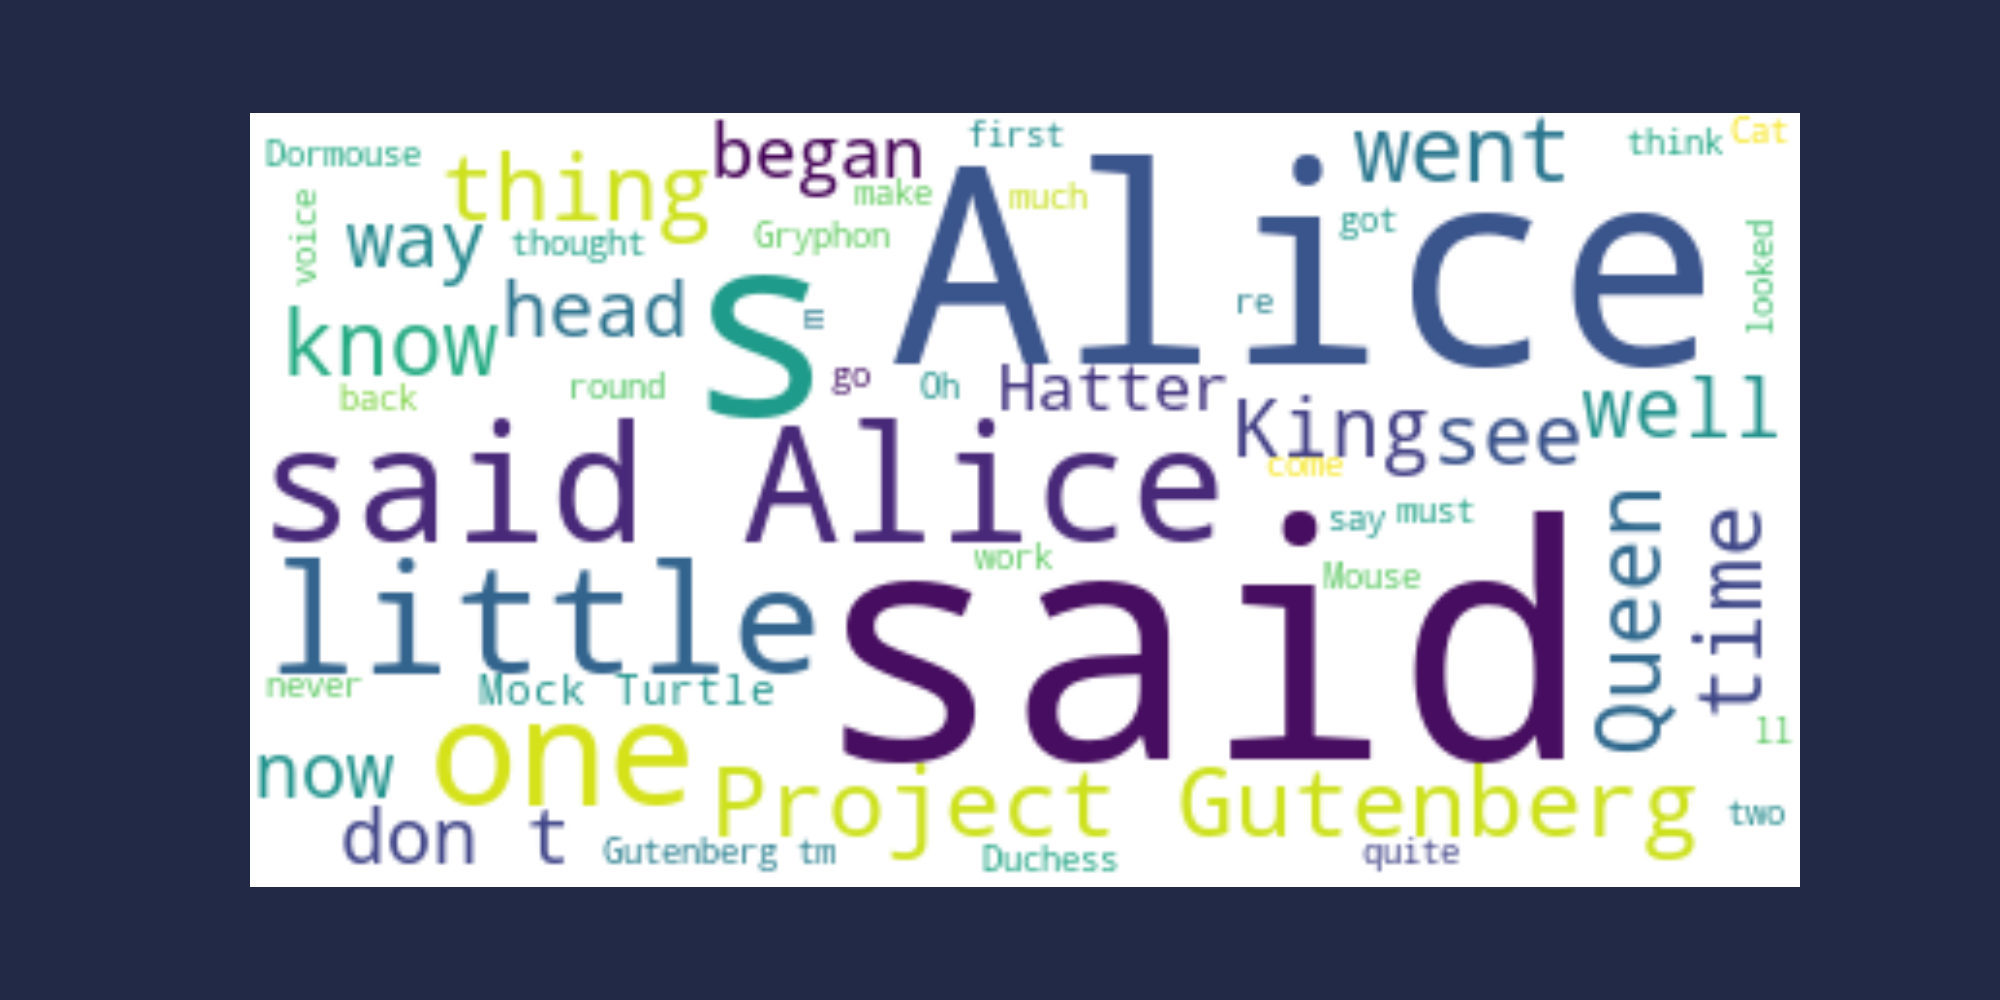 Dormouse
thing
began
first
went
think
Cat
voice
way
thought
make
Gryphon
much
Alice
got
looked
know
head
s
m
re
back
round
go
Oh
Hatter
King
see
well
said Alice
come
say
must
work
Mouse
Queen
time
little
said
never
Mock Turtle
ll
now
one
Project Gutenberg
two
don t
Gutenberg tm
Duchess
quite